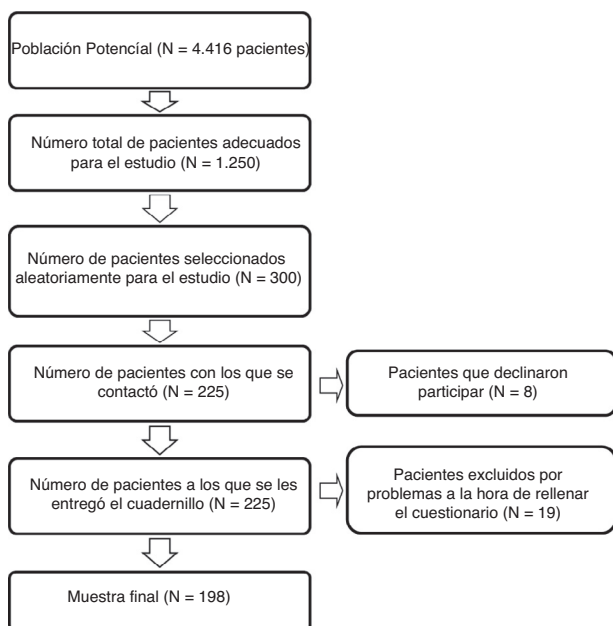 Población Potencíal (N = 4.416 pacientes)
Número total de pacientes adecuados
para el estudio (N = 1.250)
Número de pacientes seleccionados
aleatoriamente para el estudio (N = 300)
Número de pacientes con los que se
contactó (N = 225)
Pacientes que declinaron
participar (N = 8)
Número de pacientes a los que se les
entregó el cuadernillo (N = 225)
Pacientes excluidos por
problemas a la hora de rellenar
el cuestionario (N = 19)
Muestra final (N = 198)